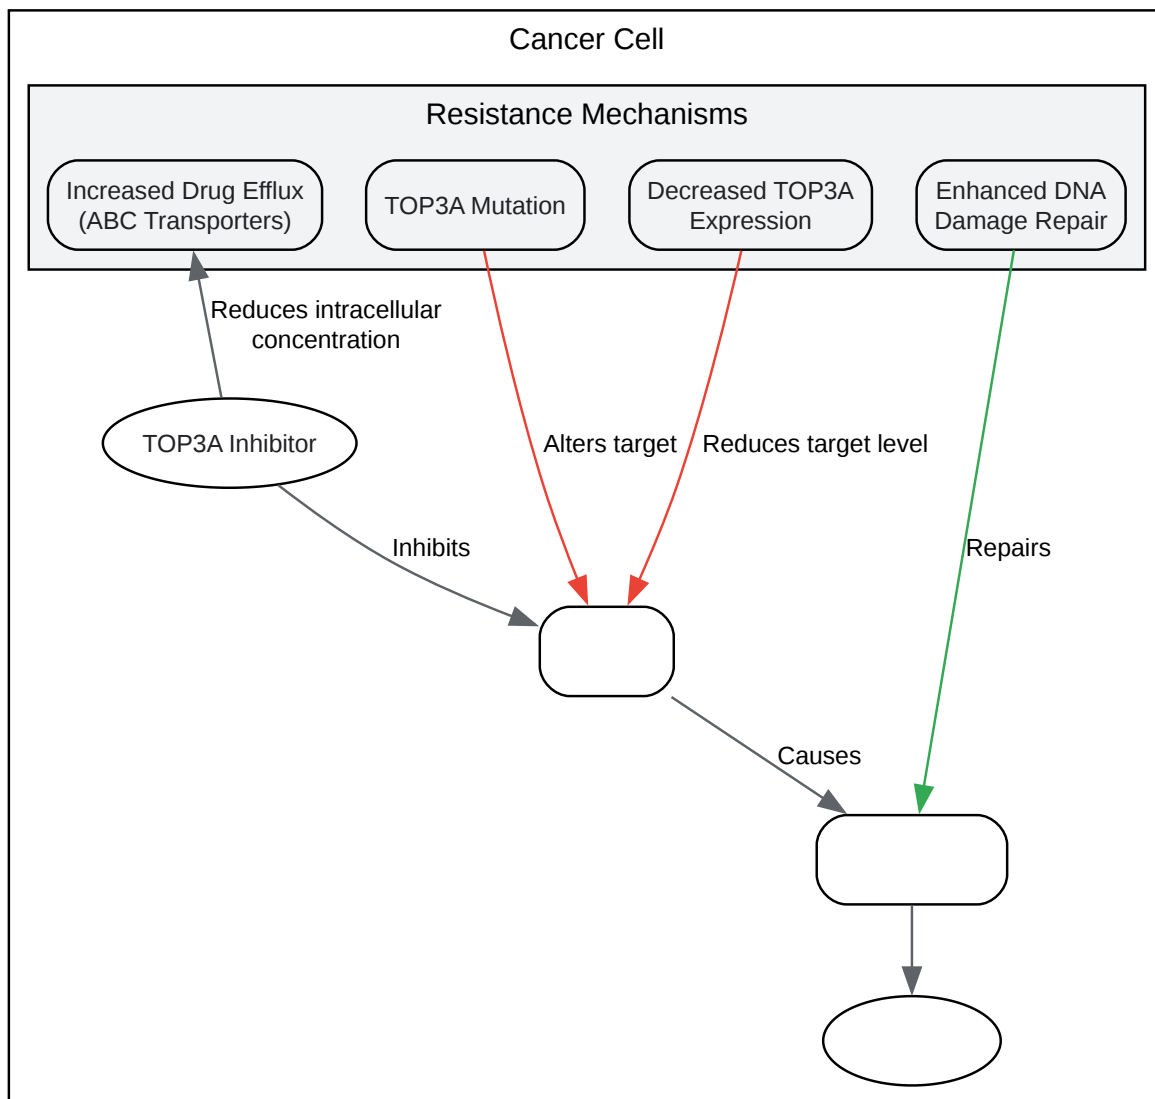 Cancer Cell
Resistance Mechanisms
Increased Drug Efflux
(ABC Transporters)
TOP3A Mutation
Decreased TOP3A
Expression
Enhanced DNA
Damage Repair
Reduces intracellular
concentration
TOP3A Inhibitor
Alters target
Reduces target level
Inhibits
Repairs
Causes